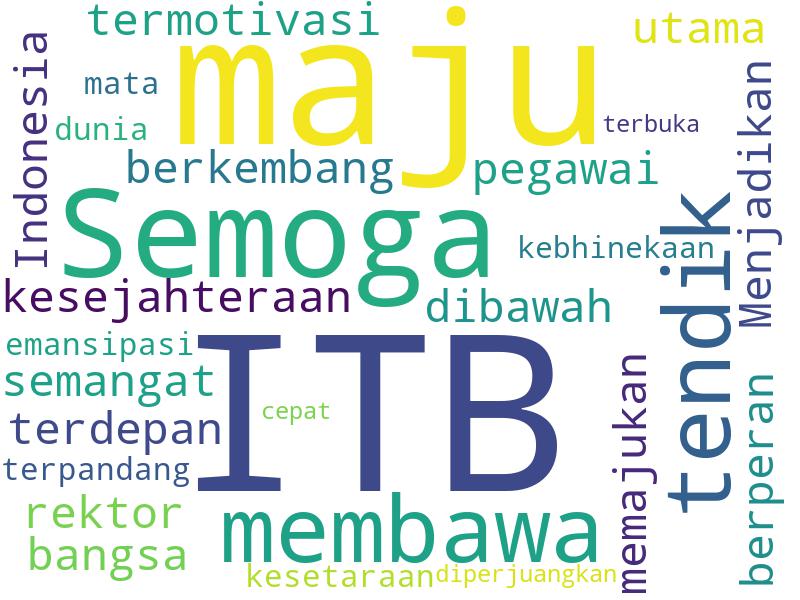 termotivasi
maju
utama
Indonesia
mata
dunia
terbuka
Menjadikan
berkembang
pegawai
Semoga
kebhinekaan
tendik
kesejahteraan
dibawah
emansipasi
ITB
semangat
cepat
memajukan
terdepan
berperan
terpandang
rektor
membawa
bangsa
kesetaraan
diperjuangkan